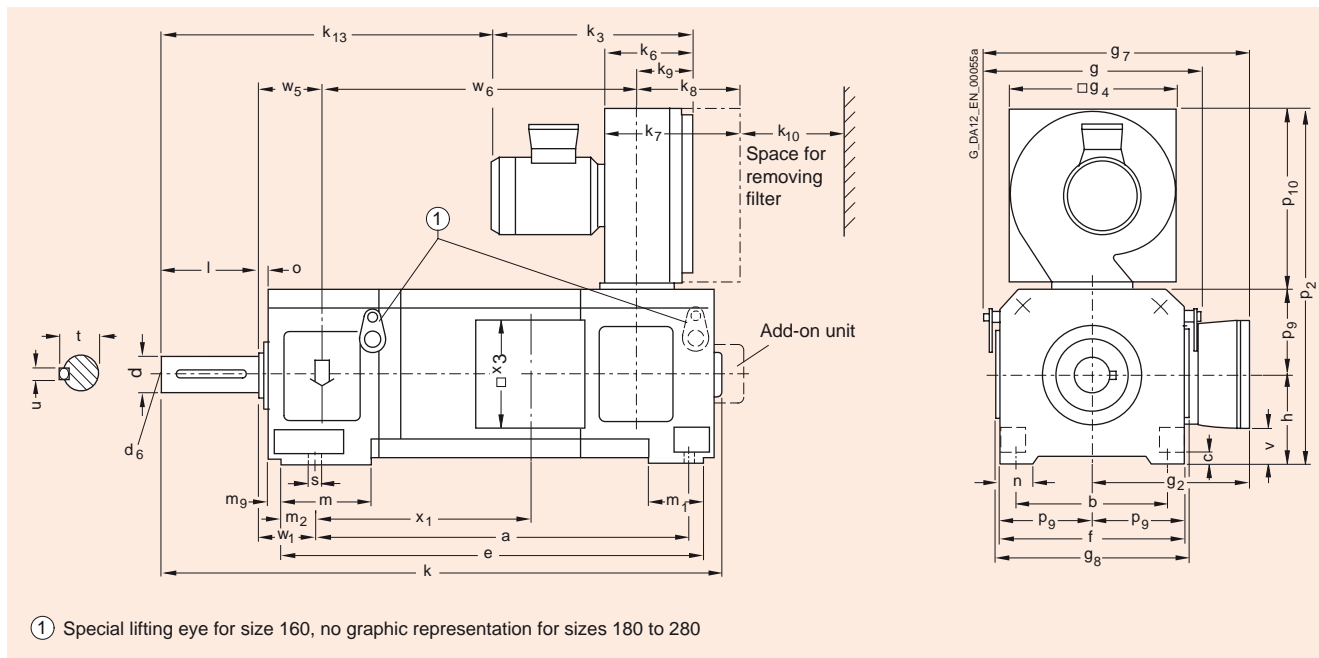 k13
k3
k6
k9
w5
w6
k8
k7
k10
Space for
removing
filter
1
l
o
t
d
u
d6
□ x3
Add-on unit
s
m9
m
m1
m2
x1
w1
a
e
k
G_DA12_EN_00055a
g7
g
□ g4
p10
p2
p9
h
v
c
n
g2
b
p9
p9
f
g8
1 Special lifting eye for size 160, no graphic representation for sizes 180 to 280